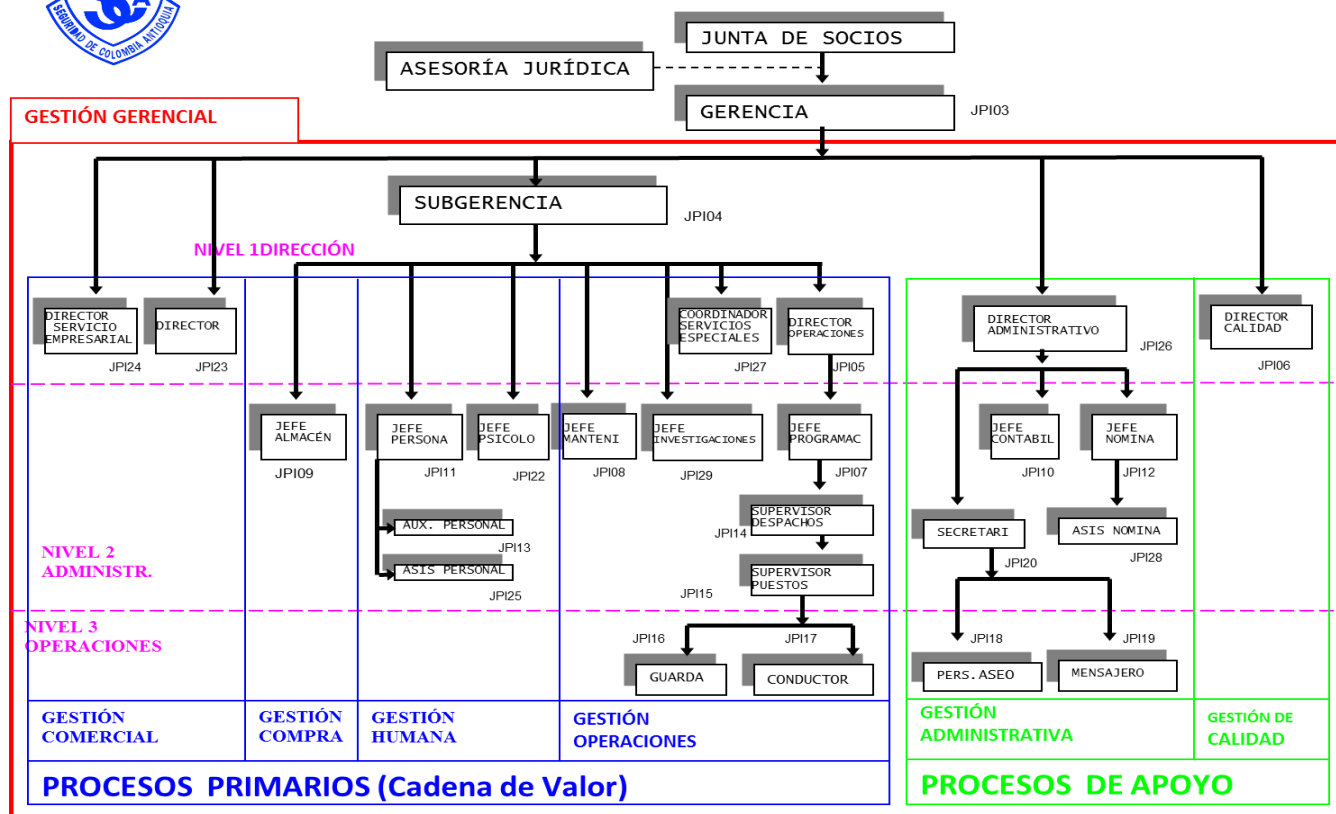 SEGURIDAD DE COLOMBIA ANTIOQUIA
JUNTA DE SOCIOS
ASESORÍA JURÍDICA
GERENCIA
JPI03
GESTIÓN GERENCIAL
SUBGERENCIA
JPI04
NIVEL 1DIRECCIÓN
DIRECTOR
SERVICIO
EMPRESARIAL
JPI24
DIRECTOR
JPI23
COORDINADOR
SERVICIOS
ESPECIALES
JPI27
DIRECTOR
OPERACIONES
JPI05
DIRECTOR
ADMINISTRATIVO
JPI26
DIRECTOR
CALIDAD
JPI06
JEFE
ALMACÉN
JPI09
JEFE
PERSONA
JPI11
JEFE
PSICOLO
JPI22
JEFE
MANTENI
JPI08
JEFE
INVESTIGACIONES
JPI29
JEFE
PROGRAMAC
JPI07
JEFE
CONTABIL
JPI10
JEFE
NOMINA
JPI12
AUX. PERSONAL
JPI13
ASIS PERSONAL
JPI25
SUPERVISOR
DESPACHOS
JPI14
SUPERVISOR
PUESTOS
JPI15
SECRETARI
JPI20
ASIS NOMINA
JPI28
NIVEL 2
ADMINISTR.
NIVEL 3
OPERACIONES
JPI16
GUARDA
JPI17
CONDUCTOR
JPI18
PERS.ASEO
JPI19
MENSAJERO
GESTIÓN
COMERCIAL
GESTIÓN
COMPRA
GESTIÓN
HUMANA
GESTIÓN
OPERACIONES
GESTIÓN
ADMINISTRATIVA
GESTIÓN DE
CALIDAD
PROCESOS PRIMARIOS (Cadena de Valor)
PROCESOS DE APOYO